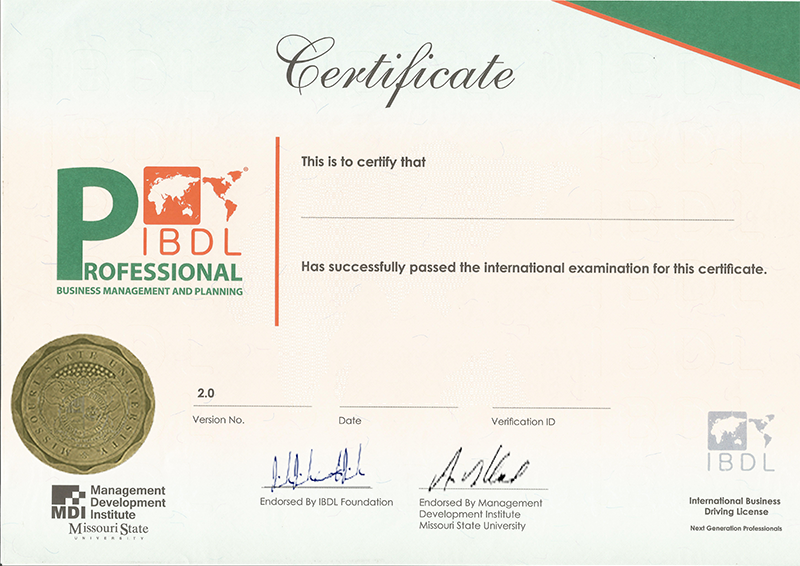 Certificate
This is to certify that
IBDL
PROFESSIONAL
BUSINESS MANAGEMENT AND PLANNING
Has successfully passed the international examination for this certificate.
MISSOURI STATE UNIVERSITY
2.0
Version No.
Date
Verification ID
Endorsed By IBDL Foundation
Endorsed By Management
Development Institute
Missouri State University
MDI
Management
Development
Institute
Missouri State
UNIVERSITY
IBDL
International Business
Driving License
Next Generation Professionals